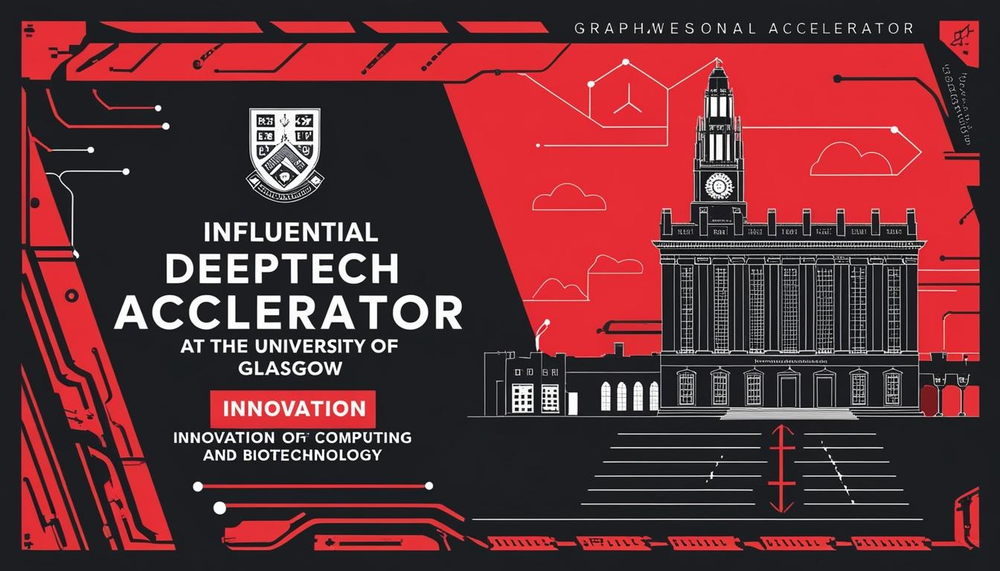 GRAPH.WESONAL ACCELERATOR
INFLUENTIAL
DEEPTECH
ACCLERATOR
AT THE UNIVERSITY OF
GLASGOW
INNOVATION
INNOVATION OF COMPUTING
AND BIOTECHNOLOGY